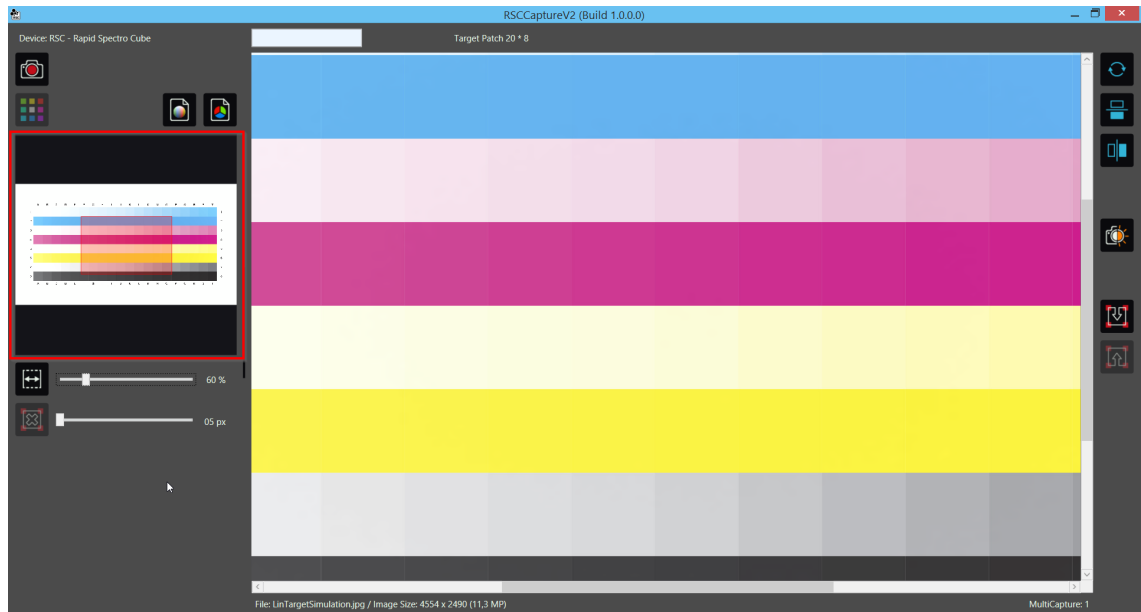 RSCCaptureV2 (Build 1.0.0.0)
Device: RSC - Rapid Spectro Cube
Target Patch 20 * 8
60 %
05 px
File: LinTargetSimulation.jpg / Image Size: 4554 x 2490 (11,3 MP)
MultiCapture: 1